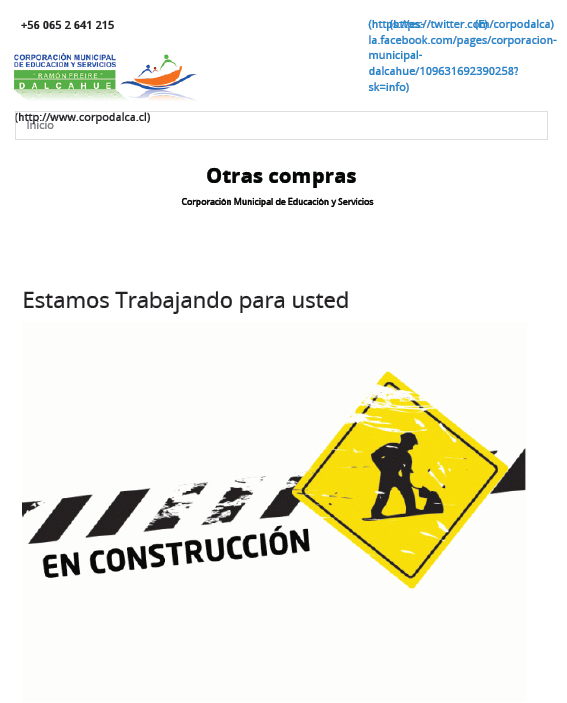 +56 065 2 641 215
(https://es-
(https://twitter.com/corpodalca)
(E)
la.facebook.com/pages/corporacion-
municipal-
dalcahue/109631692390258?
sk=info)
CORPORACIÓN MUNICIPAL
DE EDUCACIÓN Y SERVICIOS
"RAMÓN FREIRE"
DALCAHUE
(http://www.corpodalca.cl)
Inicio
Otras compras
Corporación Municipal de Educación y Servicios
Estamos Trabajando para usted
EN CONSTRUCCIÓN